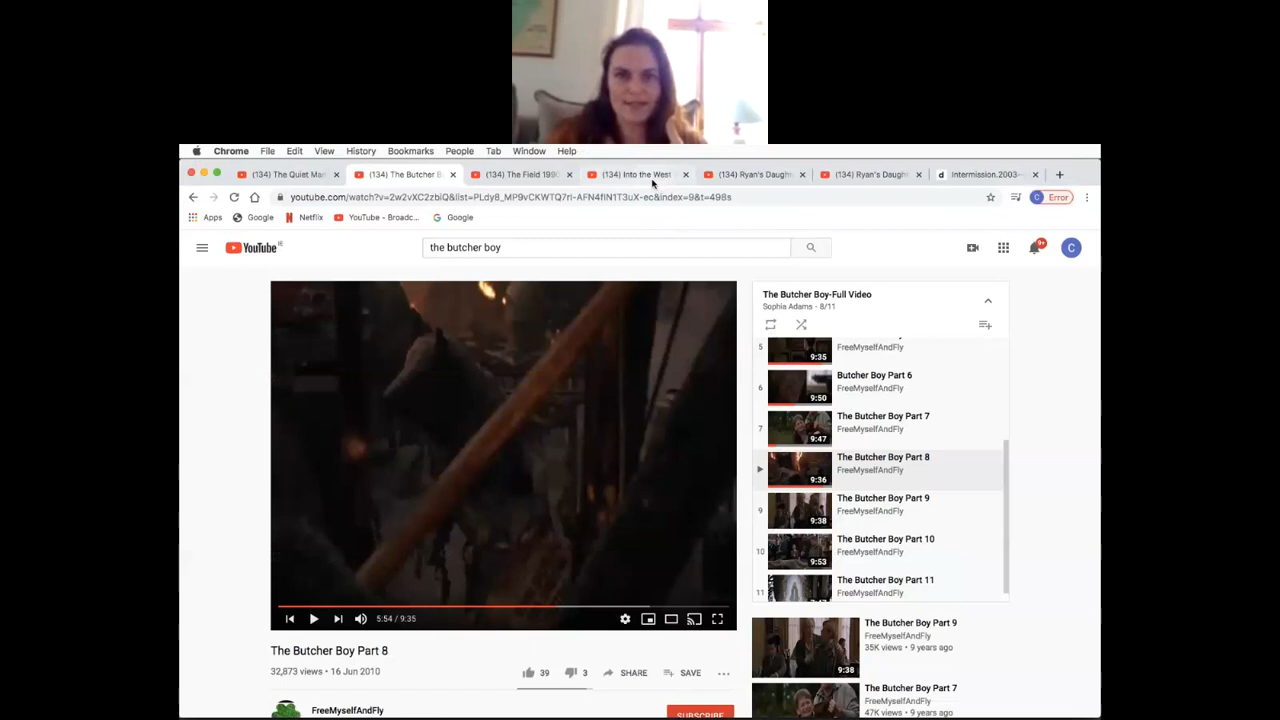 Chrome File Edit View History Bookmarks People Tab Window Help
(134) The Quiet Ma (134) The Butcher B (134) The Field 1990 (134) Into the West (134) Ryan's Daugh (134) Ryan's Daugh Intermission.2003
youtube.com/watch?v=2w2vXC2zbiQ&list=PLdy8_MP9vCKWTQ7rI-AFN4fiN1T3uX-ec&index=9&t=498s Error
Apps Google Netflix YouTube - Broadc... Google
YouTube IE the butcher boy 9+ C
The Butcher Boy-Full Video
Sophia Adams - 8/11
5 9:35 FreeMyselfAndFly
6 9:50 Butcher Boy Part 6
FreeMyselfAndFly
7 9:47 The Butcher Boy Part 7
FreeMyselfAndFly
9:36 The Butcher Boy Part 8
FreeMyselfAndFly
9 9:38 The Butcher Boy Part 9
FreeMyselfAndFly
10 9:53 The Butcher Boy Part 10
FreeMyselfAndFly
11 The Butcher Boy Part 11
FreeMyselfAndFly
5:54 / 9:35
The Butcher Boy Part 8
32,873 views • 16 Jun 2010
39 3 SHARE SAVE
FreeMyselfAndFly
SUBSCRIBE
The Butcher Boy Part 9
FreeMyselfAndFly
35K views • 9 years ago
9:38
The Butcher Boy Part 7
FreeMyselfAndFly
47K views • 9 years ago